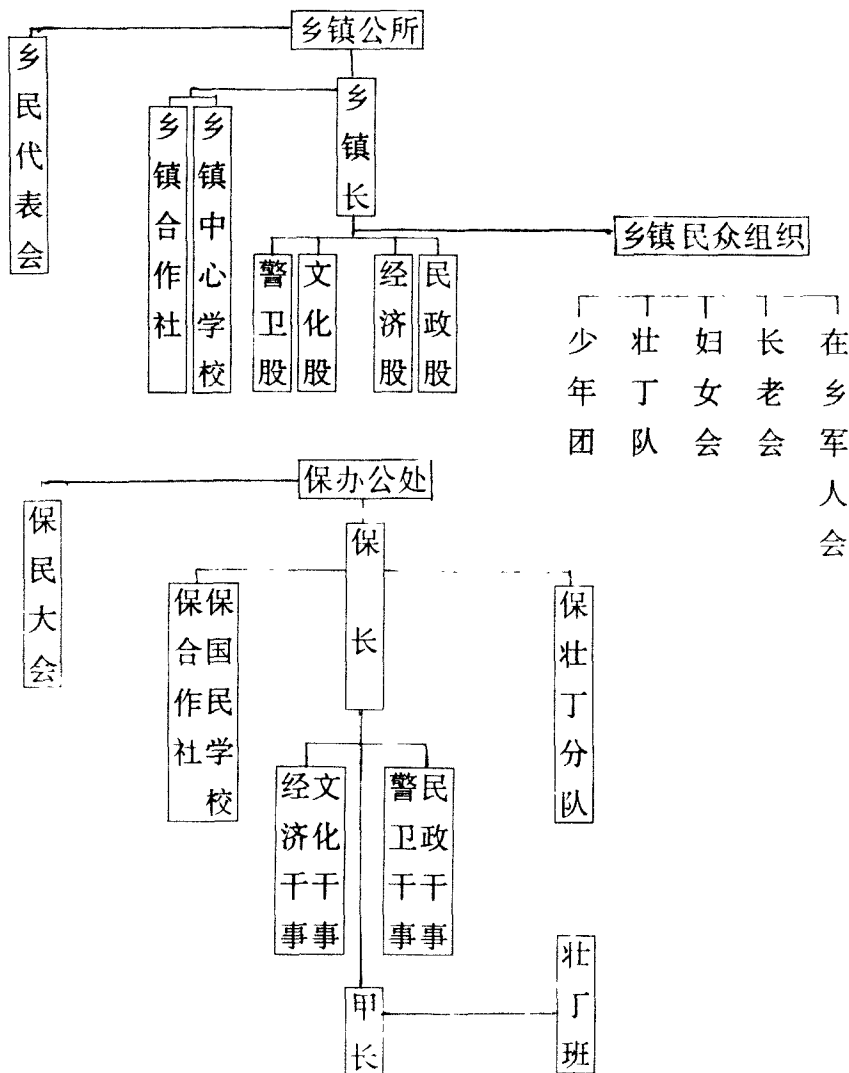 乡镇公所
乡民代表会
乡镇长
乡镇合作社
乡镇中心学校
乡镇民众组织
警卫股
文化股
经济股
民政股
少年团
壮丁队
妇女会
长老会
在乡军人会
保办公处
保民大会
保长
保合作社
保国民学校
保壮丁分队
经济干事
文化干事
警卫干事
民政干事
甲长
壮丁班